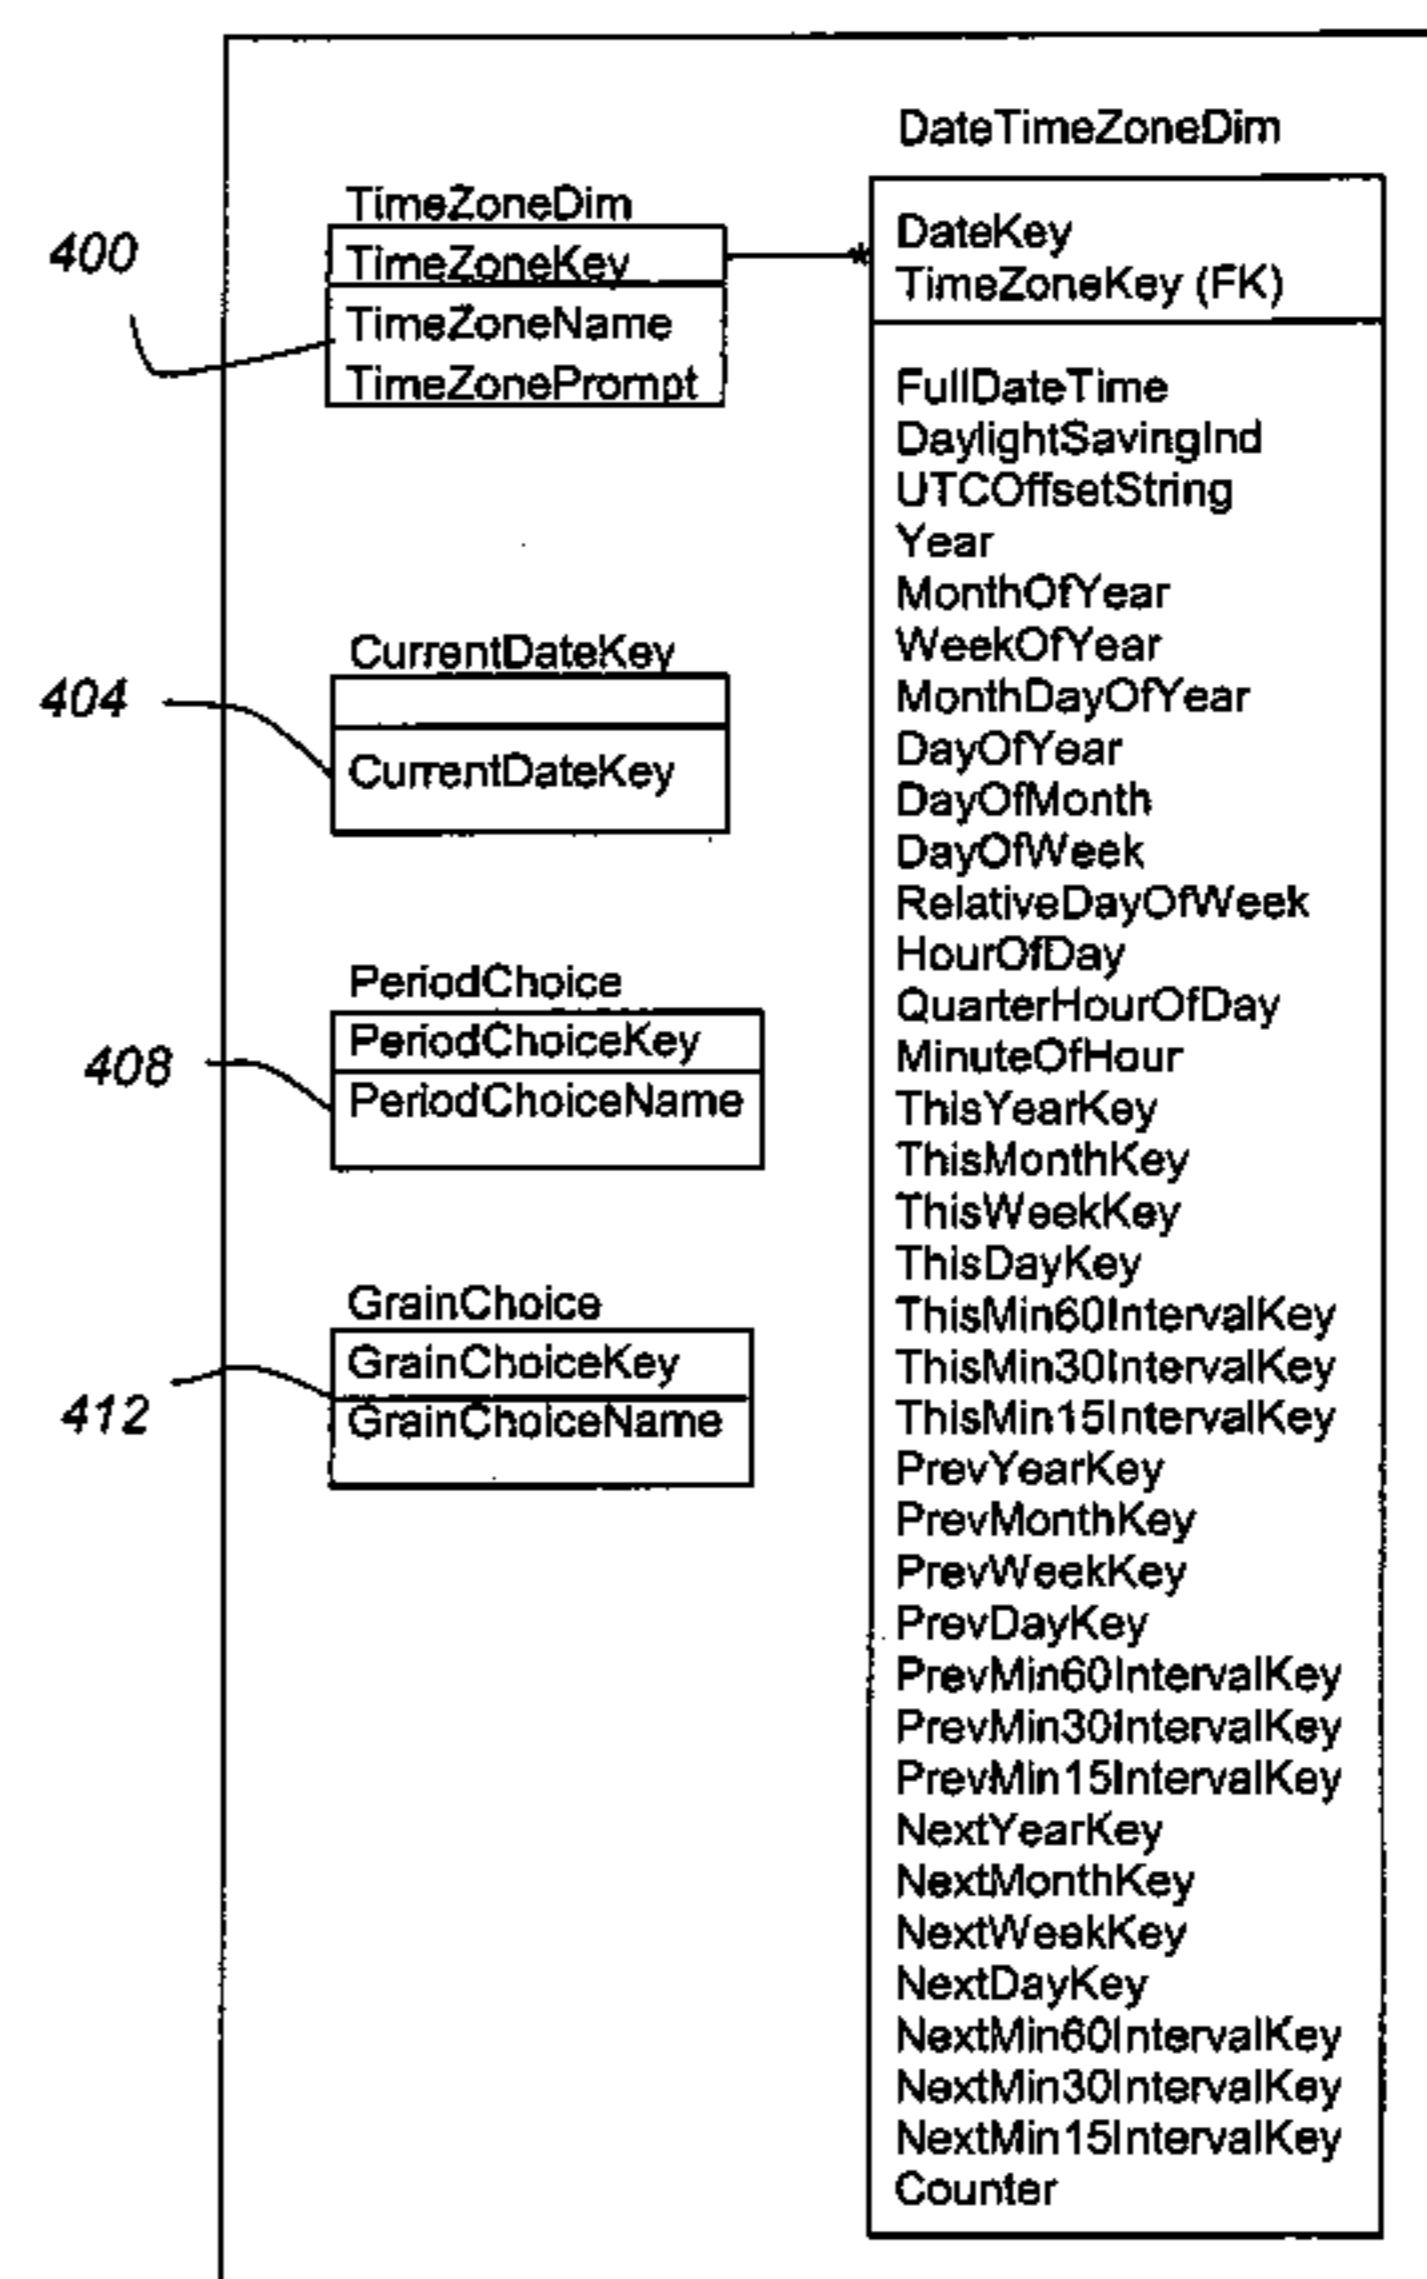 DateTimeZoneDim
DateKey
TimeZoneKey (FK)
FullDateTime
DaylightSavingInd
UTCOffsetString
Year
MonthOfYear
WeekOfYear
MonthDayOfYear
DayOfYear
DayOfMonth
DayOfWeek
RelativeDayOfWeek
HourOfDay
QuarterHourOfDay
MinuteOfHour
ThisYearKey
ThisMonthKey
ThisWeekKey
ThisDayKey
ThisMin60IntervalKey
ThisMin30IntervalKey
ThisMin15IntervalKey
PrevYearKey
PrevMonthKey
PrevWeekKey
PrevDayKey
PrevMin60IntervalKey
PrevMin30IntervalKey
PrevMin15IntervalKey
NextYearKey
NextMonthKey
NextWeekKey
NextDayKey
NextMin60IntervalKey
NextMin30IntervalKey
NextMin15IntervalKey
Counter
TimeZoneDim
400
TimeZoneKey
TimeZoneName
TimeZonePrompt
CurrentDateKey
404
CurrentDateKey
PeriodChoice
408
PeriodChoiceKey
PeriodChoiceName
GrainChoice
412
GrainChoiceKey
GrainChoiceName